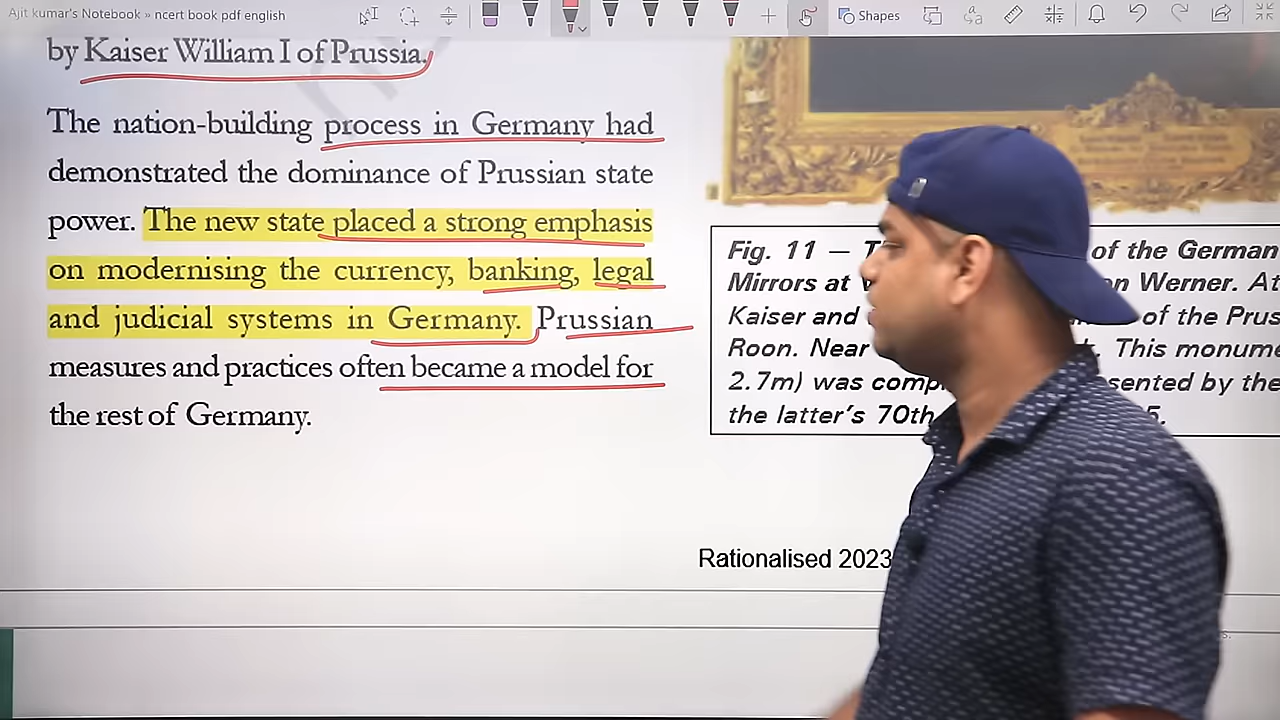 Ajit kumar's Notebook » ncert book pdf english
Shapes
by Kaiser William I of Prussia.
The nation-building process in Germany had
demonstrated the dominance of Prussian state
power. The new state placed a strong emphasis
on modernising the currency, banking, legal
and judicial systems in Germany. Prussian
measures and practices often became a model for
the rest of Germany.
Fig. 11 — of the German
Mirrors at Werner. At
Kaiser and of the Prus
Roon. Near This monume
2.7m) was sented by the
the latter's 70th 5.
Rationalised 2023